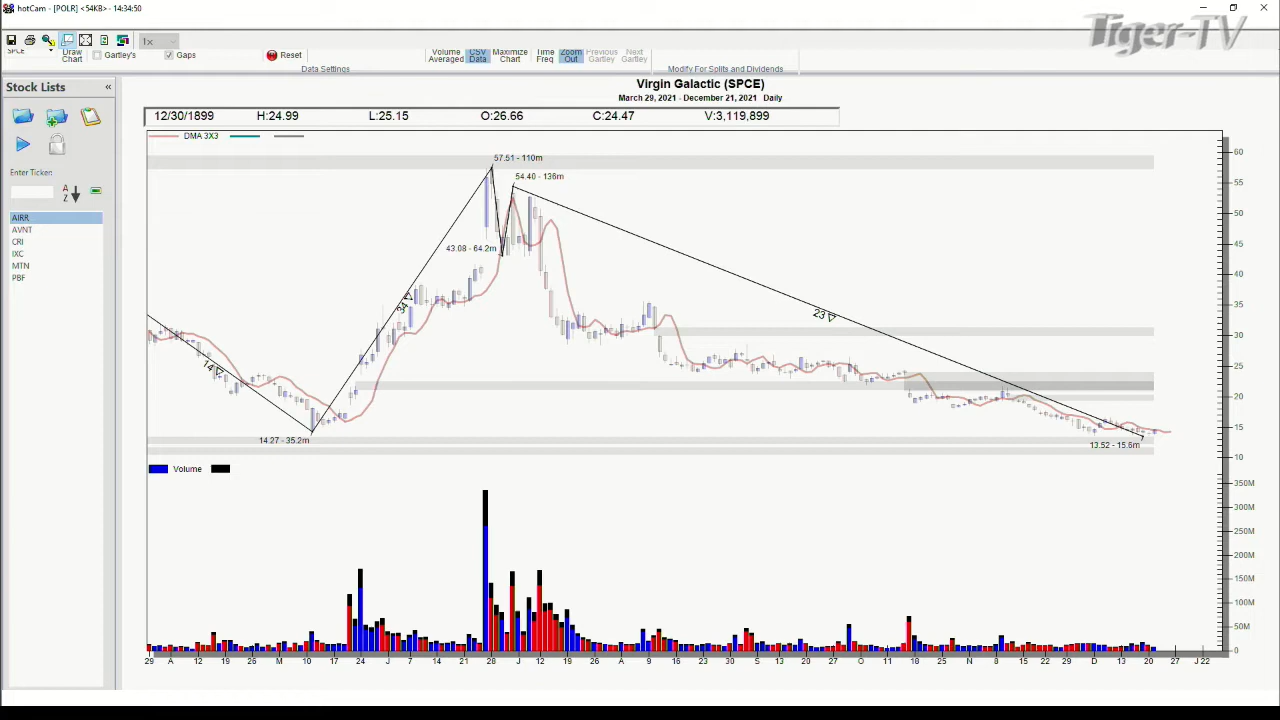 hotCam - [POLR] <54KB> - 14:34:50
Tiger-TV
1x
SPCE
Draw Chart
Gartley's
Gaps
Reset
Data Settings
Volume Averaged
CSV Data
Maximize Chart
Time Freq
Zoom Out
Previous Gartley
Next Gartley
Modify For Splits and Dividends
Stock Lists «
Enter Ticker:
A
Z
AIRR
AVNT
CRI
IXC
MTN
PBF
Virgin Galactic (SPCE)
March 29, 2021 - December 21, 2021 Daily
12/30/1899 H:24.99 L:25.15 O:26.66 C:24.47 V:3,119,899
DMA 3X3
57.51 - 110m
54.40 - 136m
43.08 - 64.2m
34
23
14
14.27 - 35.2m
13.52 - 15.6m
60
55
50
45
40
35
30
25
20
15
10
Volume
350M
300M
250M
200M
150M
100M
50M
0